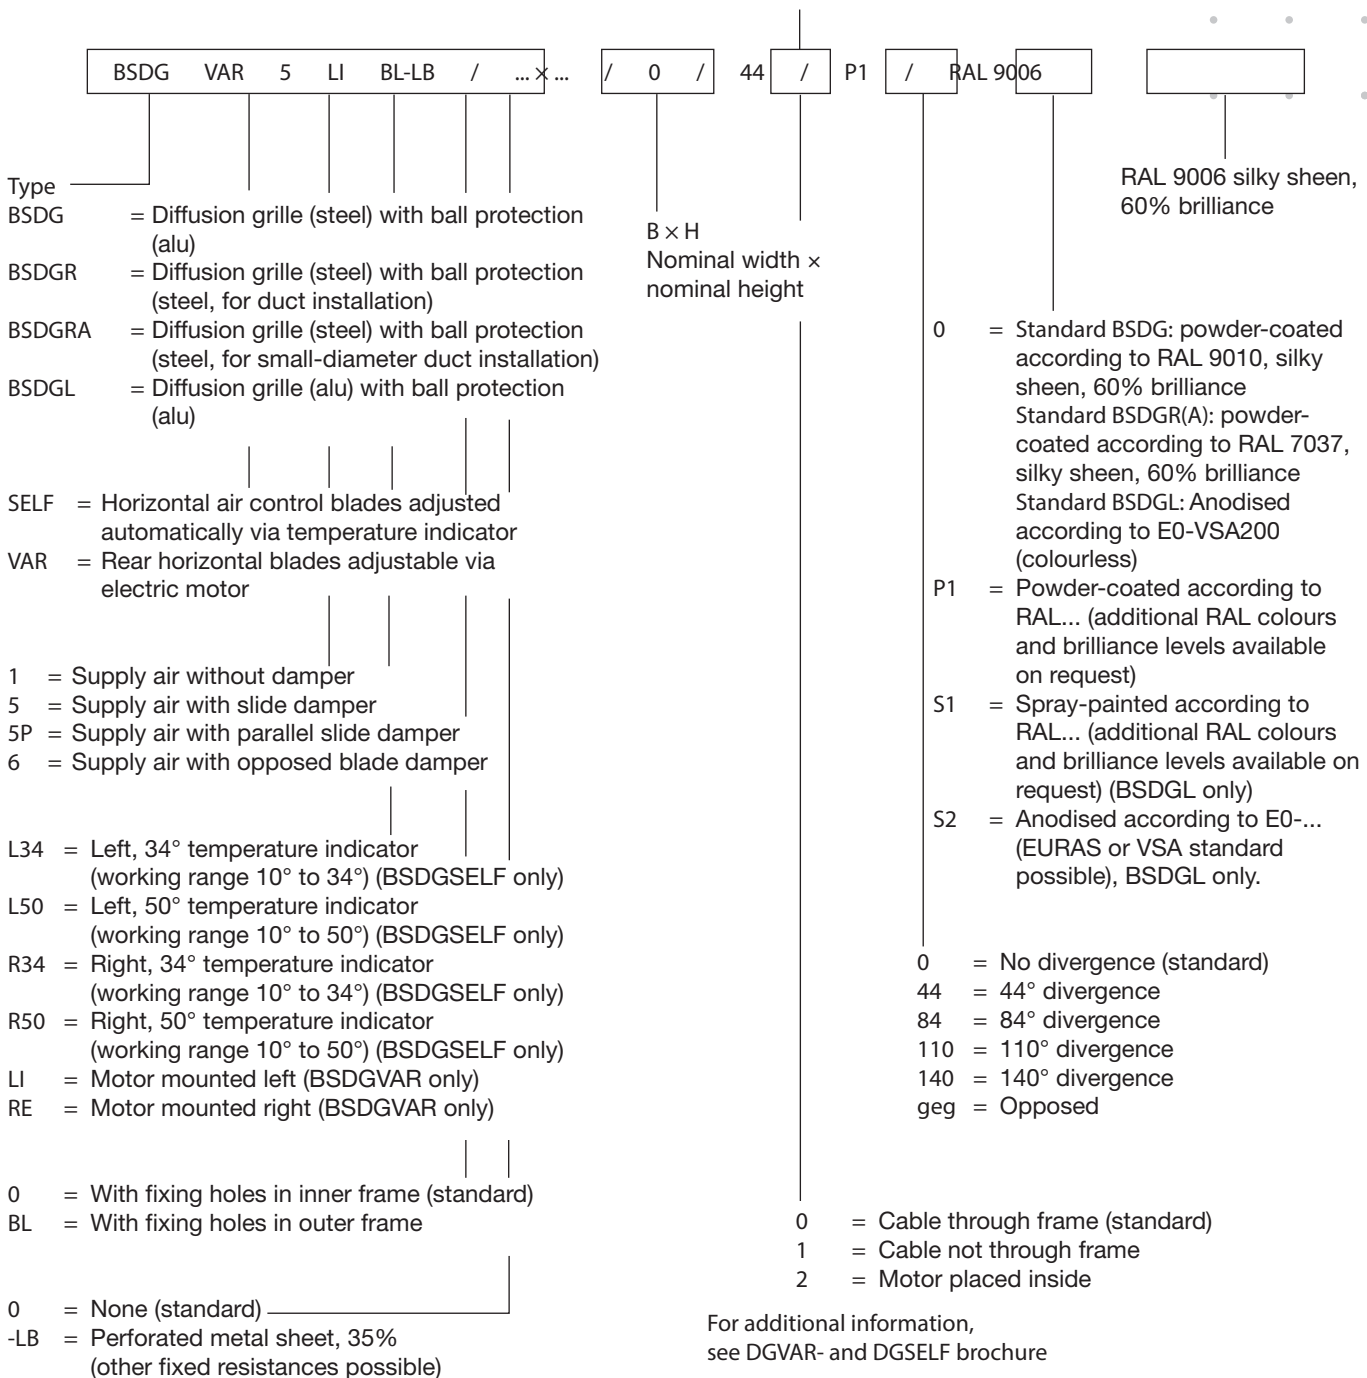 BSDG VAR 5 LI BL-LB / ... × ... / 0 / 44 / P1 / RAL 9006
Type
BSDG = Diffusion grille (steel) with ball protection
(alu)
BSDGR = Diffusion grille (steel) with ball protection
(steel, for duct installation)
BSDGRA = Diffusion grille (steel) with ball protection
(steel, for small-diameter duct installation)
BSDGL = Diffusion grille (alu) with ball protection
(alu)
SELF = Horizontal air control blades adjusted
automatically via temperature indicator
VAR = Rear horizontal blades adjustable via
electric motor
1 = Supply air without damper
5 = Supply air with slide damper
5P = Supply air with parallel slide damper
6 = Supply air with opposed blade damper
L34 = Left, 34° temperature indicator
(working range 10° to 34°) (BSDGSELF only)
L50 = Left, 50° temperature indicator
(working range 10° to 50°) (BSDGSELF only)
R34 = Right, 34° temperature indicator
(working range 10° to 34°) (BSDGSELF only)
R50 = Right, 50° temperature indicator
(working range 10° to 50°) (BSDGSELF only)
LI = Motor mounted left (BSDGVAR only)
RE = Motor mounted right (BSDGVAR only)
0 = With fixing holes in inner frame (standard)
BL = With fixing holes in outer frame
0 = None (standard)
-LB = Perforated metal sheet, 35%
(other fixed resistances possible)
B × H
Nominal width ×
nominal height
RAL 9006 silky sheen,
60% brilliance
0 = Standard BSDG: powder-coated
according to RAL 9010, silky
sheen, 60% brilliance
Standard BSDGR(A): powder-
coated according to RAL 7037,
silky sheen, 60% brilliance
Standard BSDGL: Anodised
according to E0-VSA200
(colourless)
P1 = Powder-coated according to
RAL... (additional RAL colours
and brilliance levels available
on request)
S1 = Spray-painted according to
RAL... (additional RAL colours
and brilliance levels available on
request) (BSDGL only)
S2 = Anodised according to E0-...
(EURAS or VSA standard
possible), BSDGL only.
0 = No divergence (standard)
44 = 44° divergence
84 = 84° divergence
110 = 110° divergence
140 = 140° divergence
geg = Opposed
0 = Cable through frame (standard)
1 = Cable not through frame
2 = Motor placed inside
For additional information,
see DGVAR- and DGSELF brochure